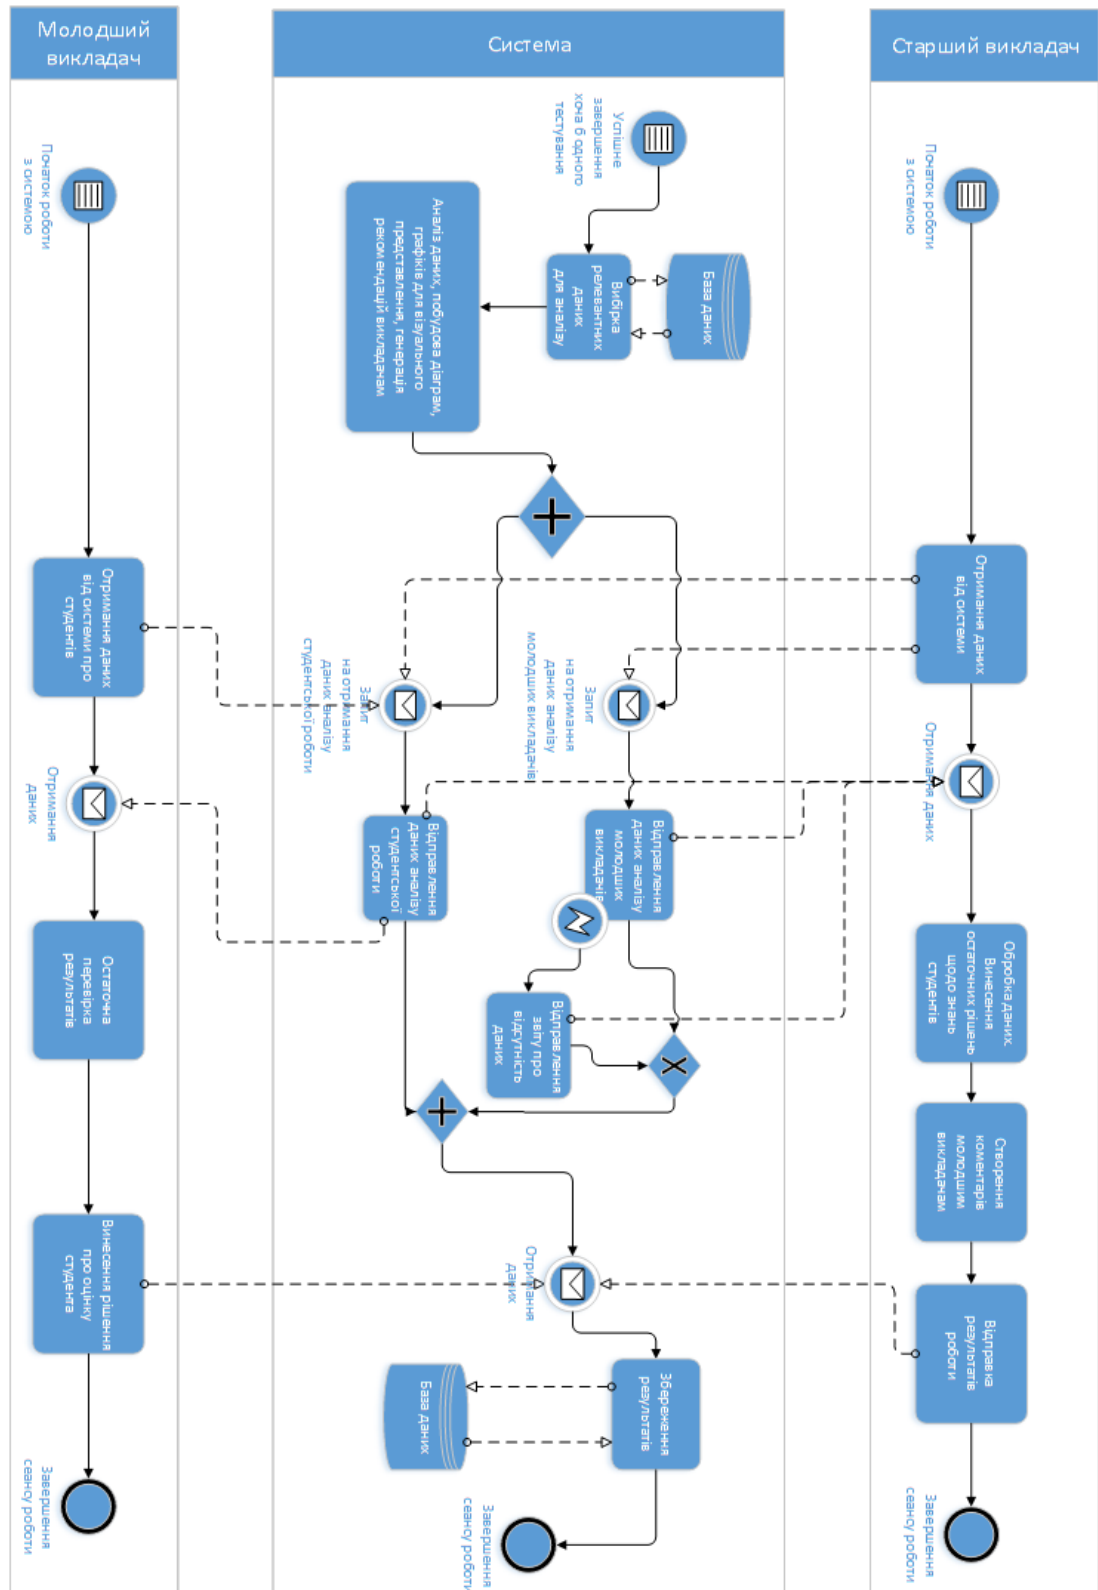 Молодший
викладач
Система
Старший викладач
Початок роботи
з системою
Отримання даних
від системи про
студентів
Отримання
даних
Остаточна
перевірка
результатів
Винесення рішення
про оцінку
студента
Завершення
сеансу роботи
Успішне
завершення
хоча б одного
тестування
База даних
Вибірка
релевантних
даних
для аналізу
Аналіз даних, побудова діаграм,
графіків для візуального
представлення, генерація
рекомендацій викладачам
Запит
на отримання
даних аналізу
студентської роботи
Запит
на отримання
даних аналізу
молодших викладачів
Відправлення
даних аналізу
студентської
роботи
Відправлення
даних аналізу
молодших
викладачів
Відправлення
звіту про
відсутність
даних
Отримання
даних
Збереження
результатів
База даних
Завершення
сеансу роботи
Початок роботи
з системою
Отримання даних
від системи
Отримання даних
Обробка даних.
Винесення
остаточних рішень
щодо знань
студентів
Створення
коментарів
молодшим
викладачам
Відправка
результатів
роботи
Завершення
сеансу роботи